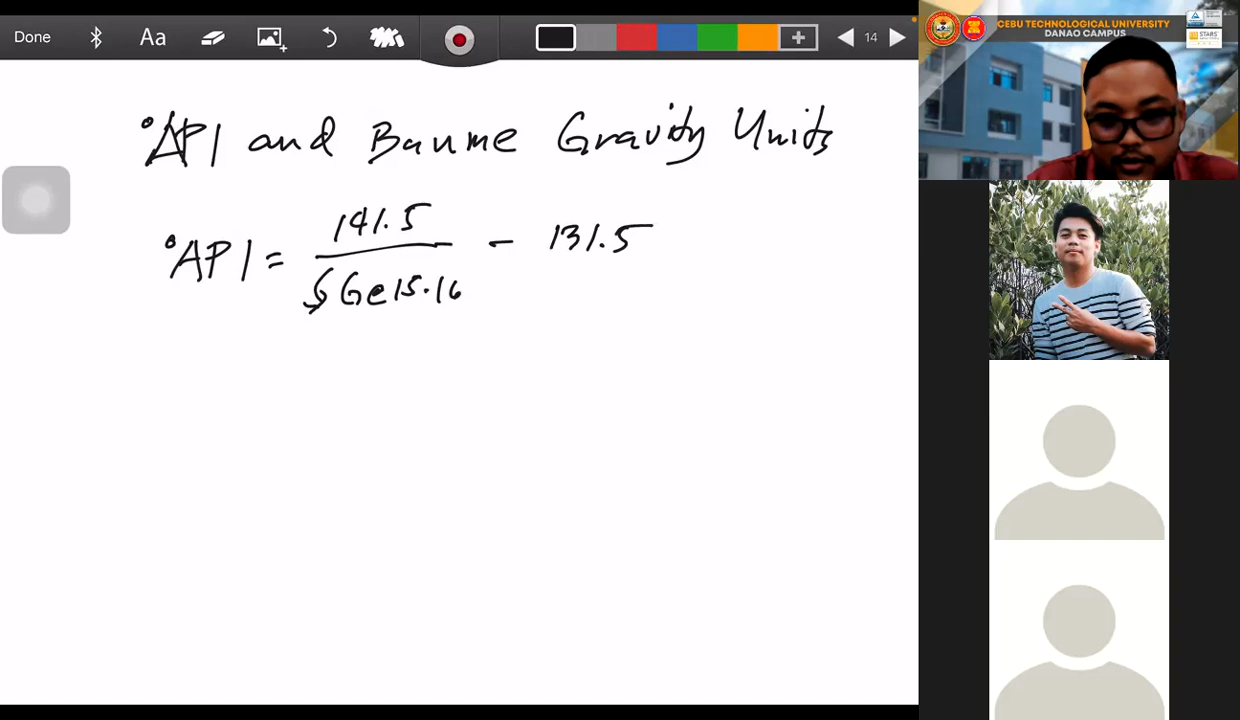 Done
Aa
14
°API and Baume Gravity Units
°API = 141.5 / SG@15.16 - 131.5
CEBU TECHNOLOGICAL UNIVERSITY
DANAO CAMPUS
STARS